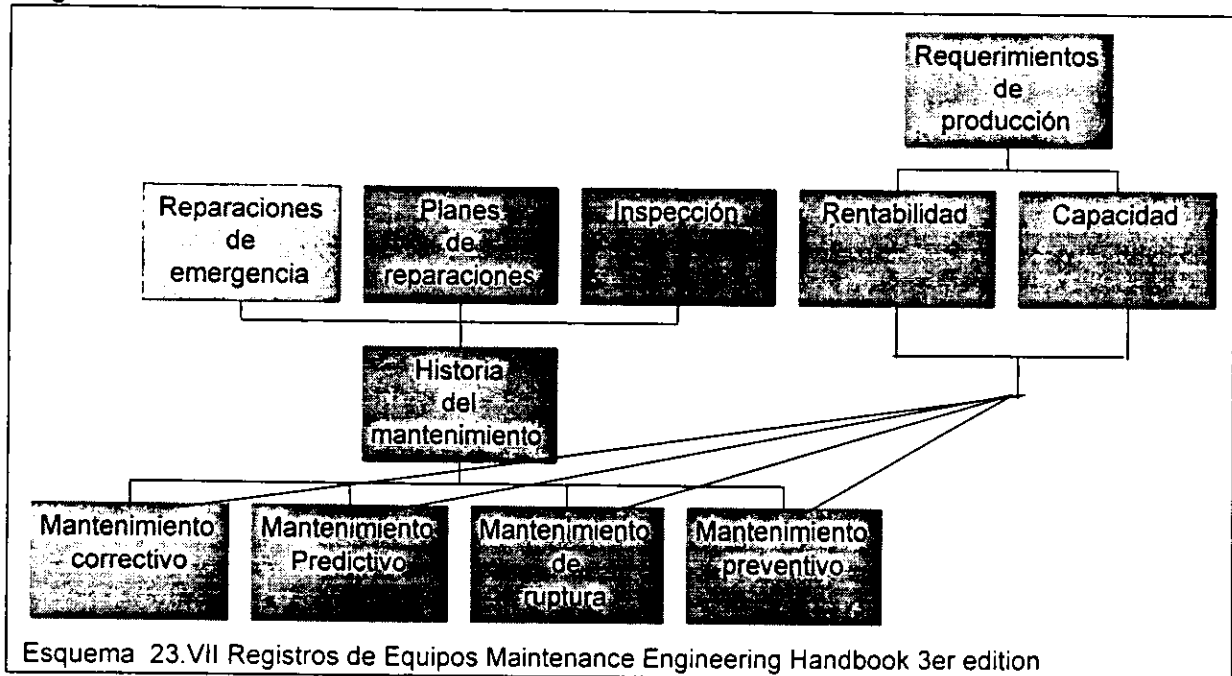 Requerimientos
de
producción
Reparaciones
de
emergencia
Planes
de
reparaciones
Inspección
Rentabilidad
Capacidad
Historia
del
mantenimiento
Mantenimiento
correctivo
Mantenimiento
Predictivo
Mantenimiento
de
ruptura
Mantenimiento
preventivo
Esquema 23.VII Registros de Equipos Maintenance Engineering Handbook 3er edition